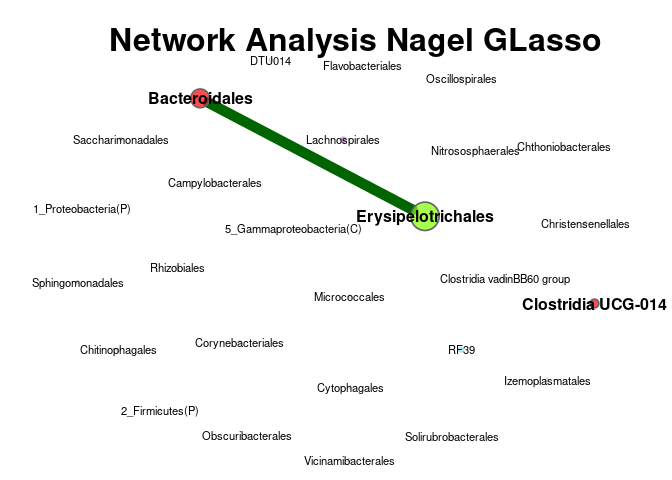 Network Analysis Nagel GLasso
DTU014
Flavobacteriales
Oscillospirales
Bacteroidales
Saccharimonadales
Lachnospirales
Nitrososphaerales
Chthoniobacterales
Campylobacterales
1_Proteobacteria(P)
Erysipelotrichales
5_Gammaproteobacteria(C)
Christensenellales
Rhizobiales
Sphingomonadales
Clostridia vadinBB60 group
Micrococcales
Clostridia UCG-014
Corynebacteriales
Chitinophagales
RF39
Izemoplasmatales
Cytophagales
2_Firmicutes(P)
Obscuribacterales
Solirubrobacterales
Vicinamibacterales